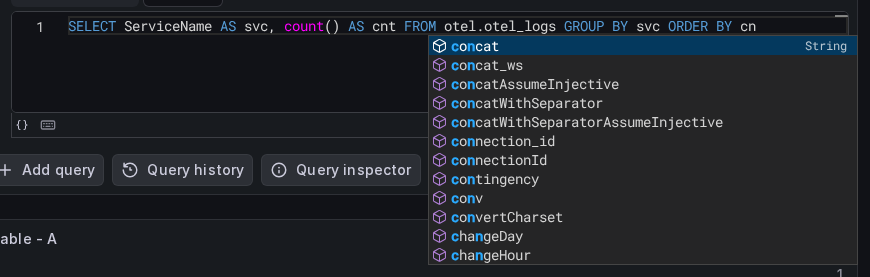 1 SELECT ServiceName AS svc, count() AS cnt FROM otel.otel_logs GROUP BY svc ORDER BY cn
concat String
concat_ws
concatAssumeInjective
concatWithSeparator
concatWithSeparatorAssumeInjective
connection_id
connectionId
contingency
conv
convertCharset
changeDay
changeHour
{}
+ Add query Query history Query inspector
able - A
1